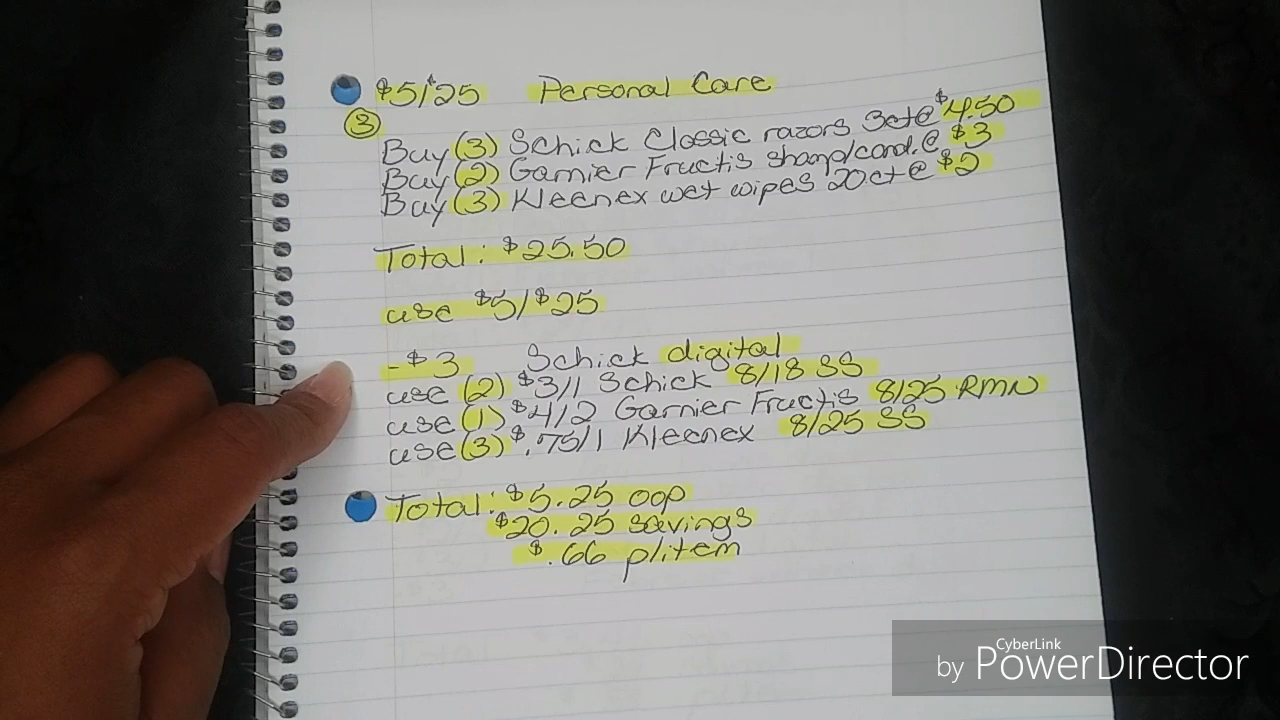 $5/$25 Personal Care
3
Buy (3) Schick Classic razors 3ct @ $4.50
Buy (2) Garnier Fructis shamp/cond. @ $3
Buy (3) Kleenex wet wipes 20ct @ $2
Total: $25.50
use $5/$25
-$3 Schick digital
use (2) $3/1 Schick 8/18 SS
use (1) $4/2 Garnier Fructis 8/25 RMN
use (3) $.75/1 Kleenex 8/25 SS
Total: $5.25 oop
$20.25 savings
$.66 p/item
CyberLink
by PowerDirector